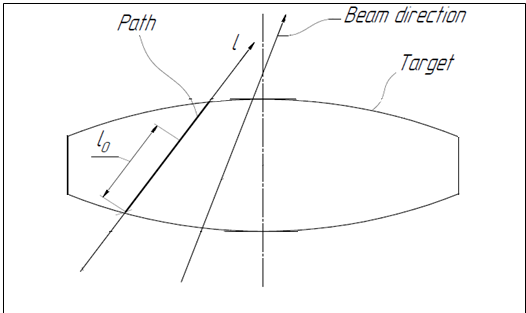 Path
l
Beam direction
Target
l0